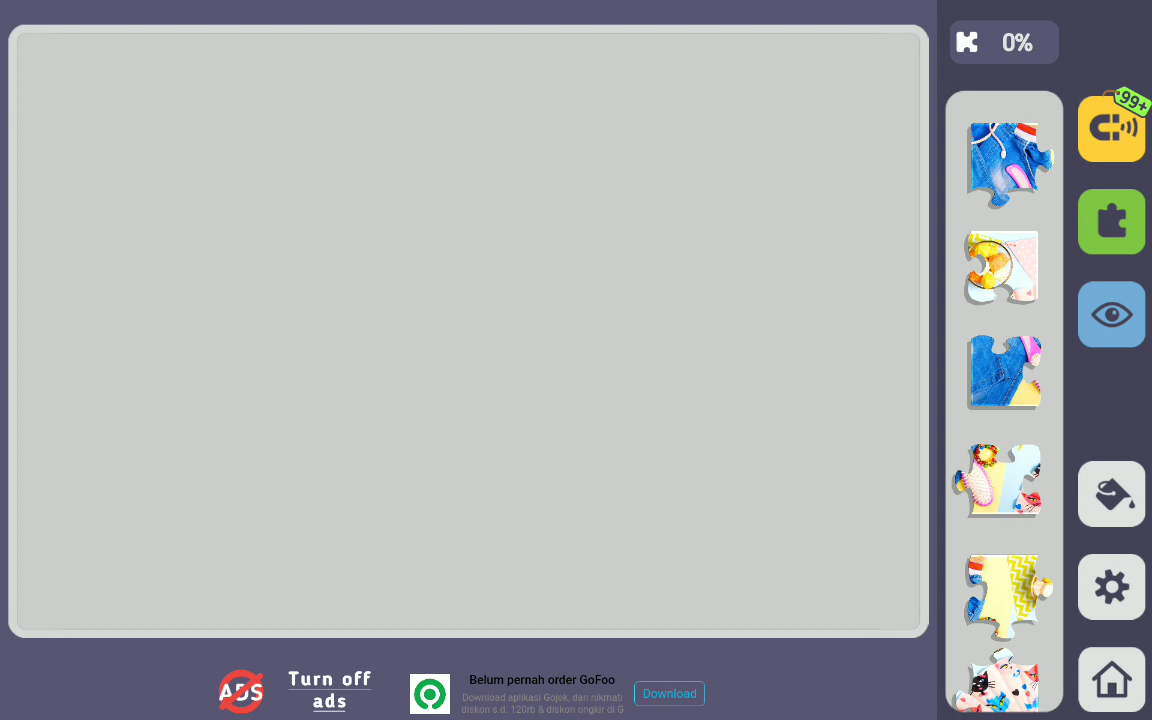 0%
99+
ADS
Turn off
ads
Belum pernah order GoFoo
Download aplikasi Gojek, dan nikmati
diskon s.d. 120rb & diskon ongkir di G
Download